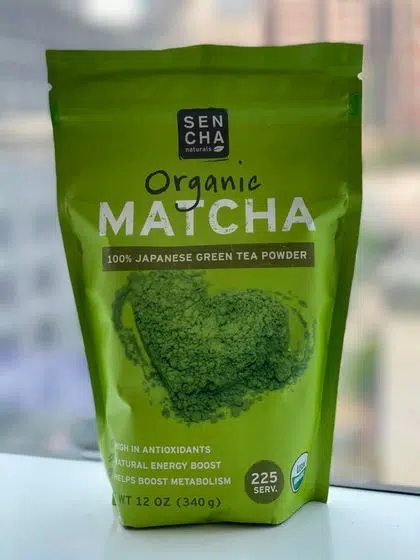 SEN
CHA
naturals
Organic
MATCHA
100% JAPANESE GREEN TEA POWDER
HIGH IN ANTIOXIDANTS
NATURAL ENERGY BOOST
HELPS BOOST METABOLISM
225
SERV.
WT 12 OZ (340g)